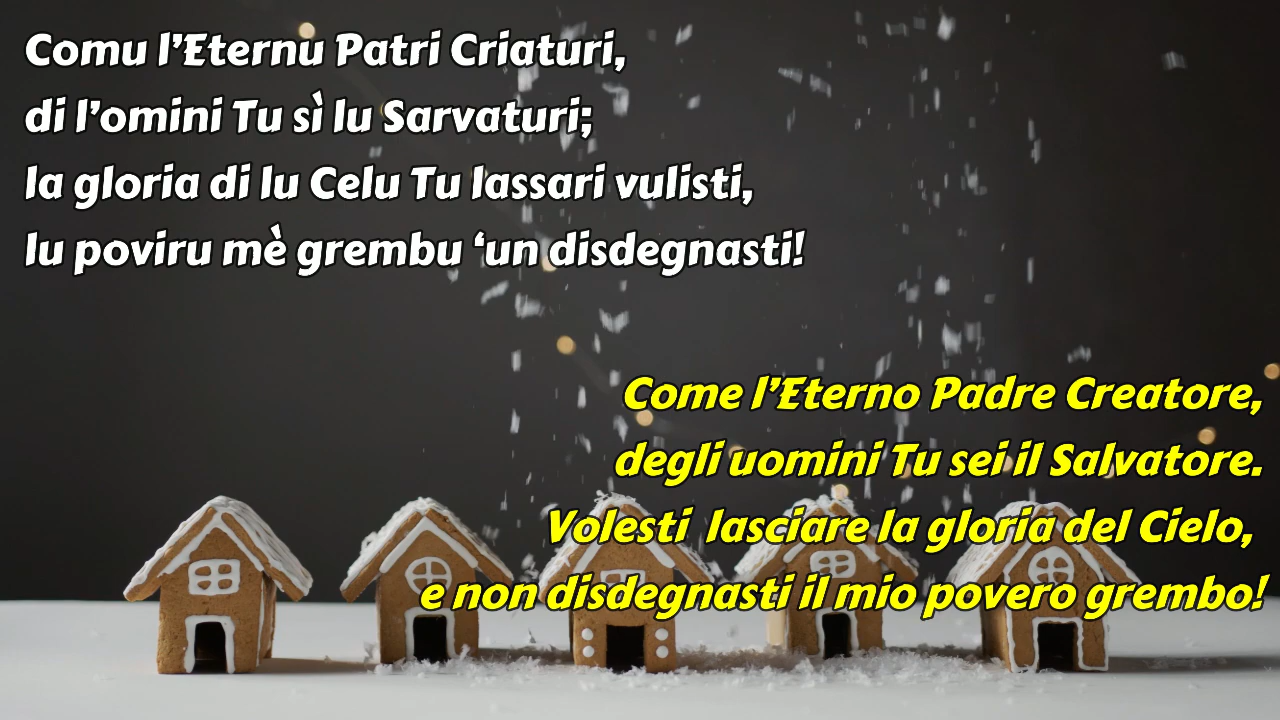 Comu l’Eternu Patri Criaturi,
di l’omini Tu sì lu Sarvaturi;
la gloria di lu Celu Tu lassari vulisti,
lu poviru mè grembu ‘un disdegnasti!
Come l’Eterno Padre Creatore,
degli uomini Tu sei il Salvatore.
Volesti lasciare la gloria del Cielo,
e non disdegnasti il mio povero grembo!